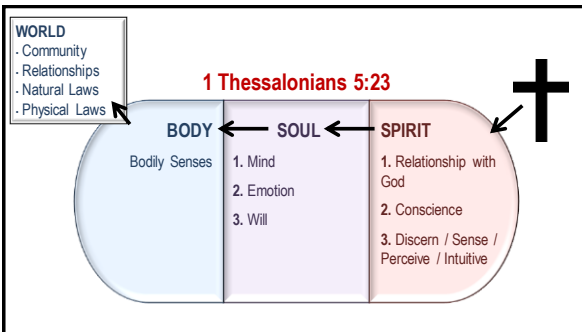 WORLD
· Community
· Relationships
· Natural Laws
· Physical Laws
1 Thessalonians 5:23
BODY
Bodily Senses
SOUL
1. Mind
2. Emotion
3. Will
SPIRIT
1. Relationship with
God
2. Conscience
3. Discern / Sense /
Perceive / Intuitive